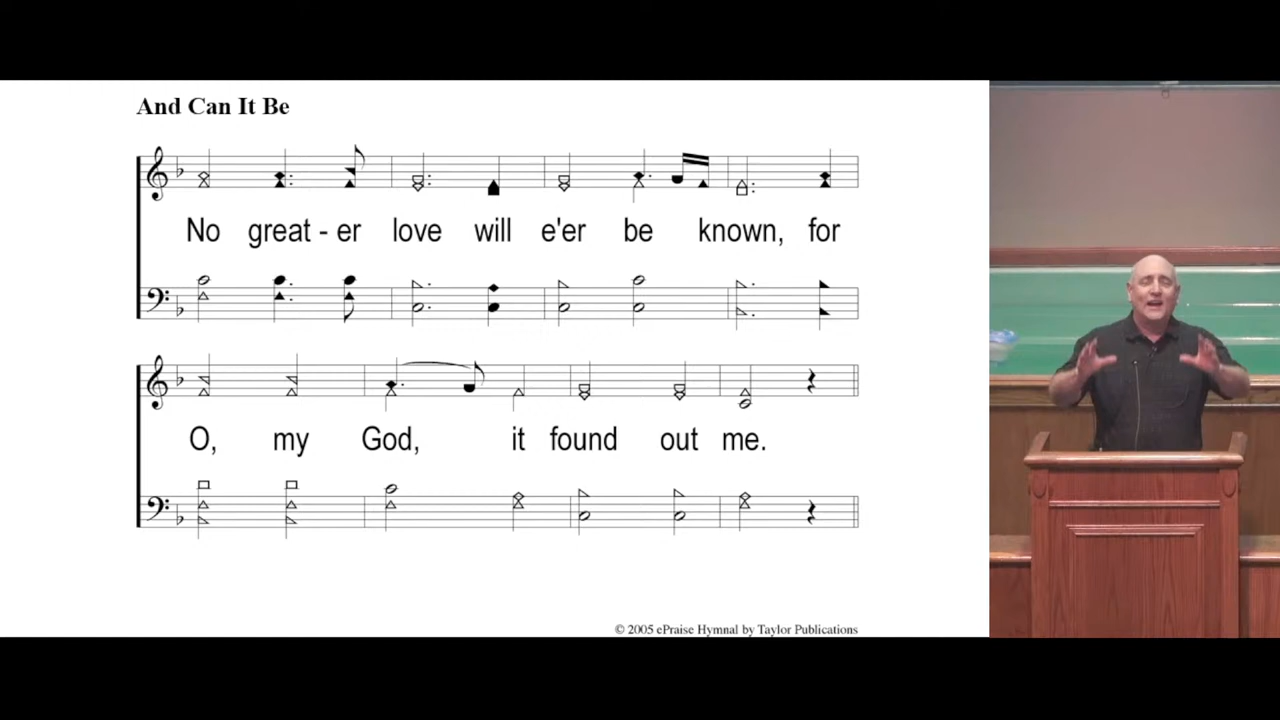 And Can It Be
No great - er love will e'er be known, for
O, my God, it found out me.
© 2005 ePraise Hymnal by Taylor Publications